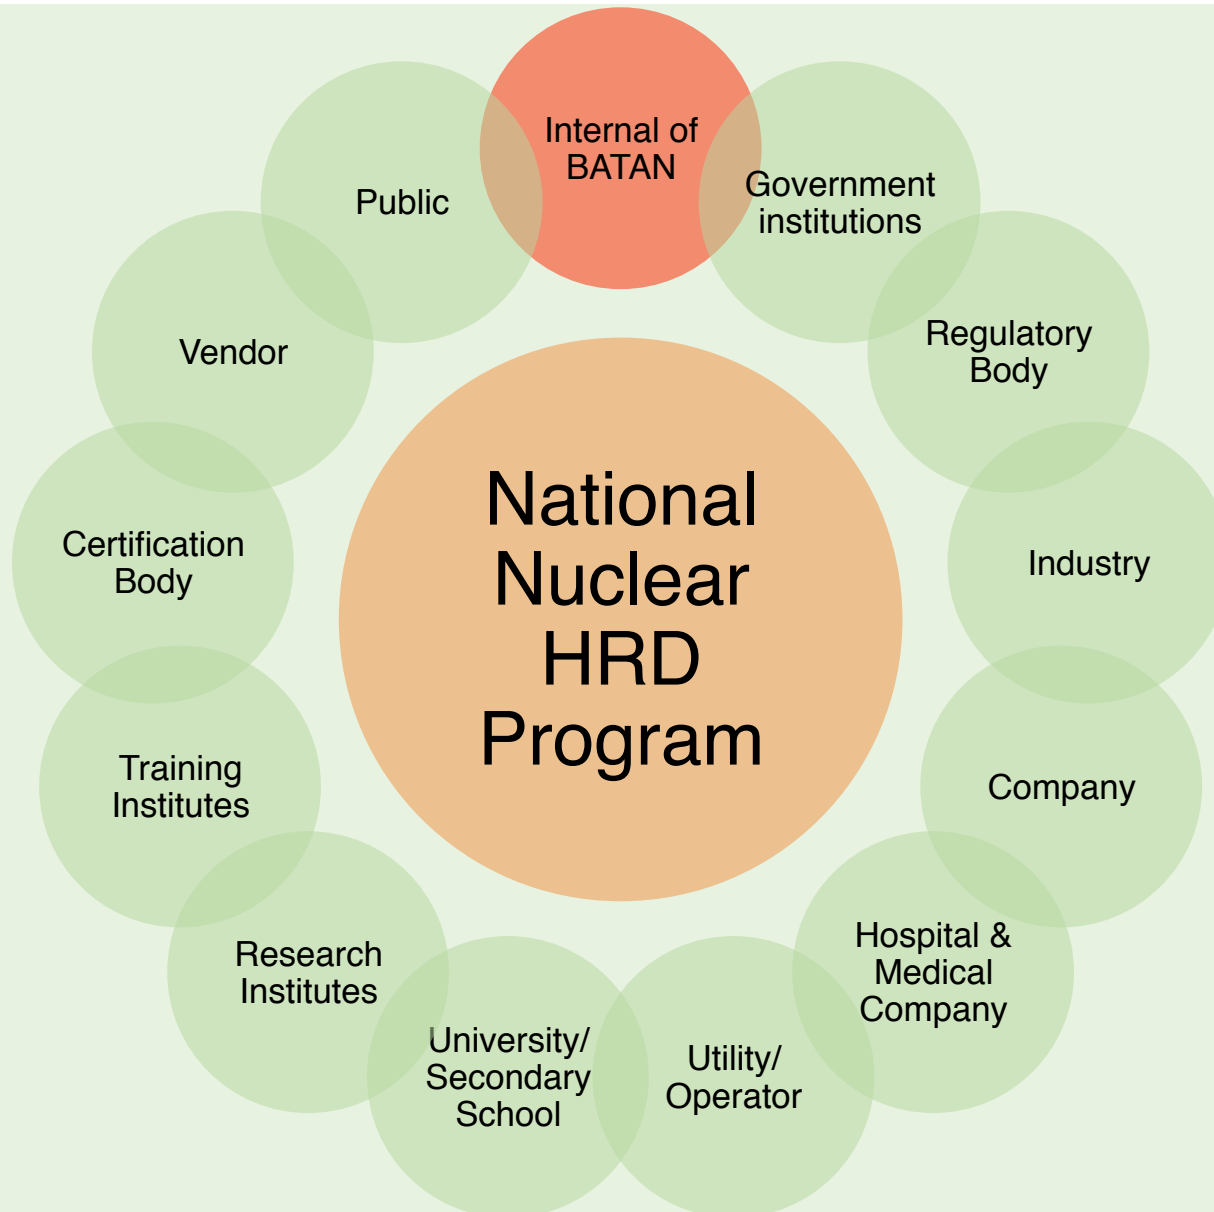 Internal of
BATAN
Government
institutions
Regulatory
Body
Industry
Company
Hospital &
Medical
Company
Utility/
Operator
University/
Secondary
School
Research
Institutes
Training
Institutes
Certification
Body
Vendor
Public
National
Nuclear
HRD
Program